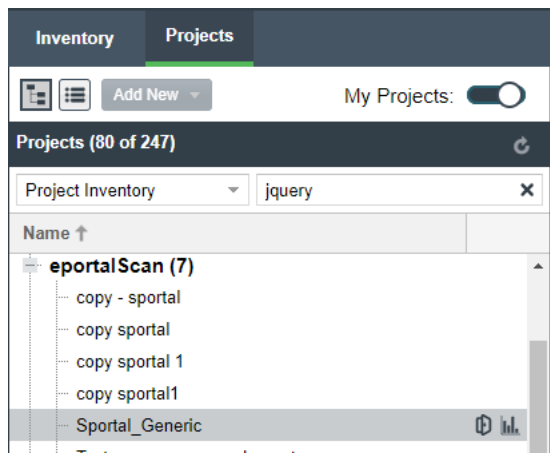 Inventory Projects
Add New My Projects:
Projects (80 of 247)
Project Inventory jquery
Name
eportalScan (7)
copy - sportal
copy sportal
copy sportal 1
copy sportal1
Sportal_Generic